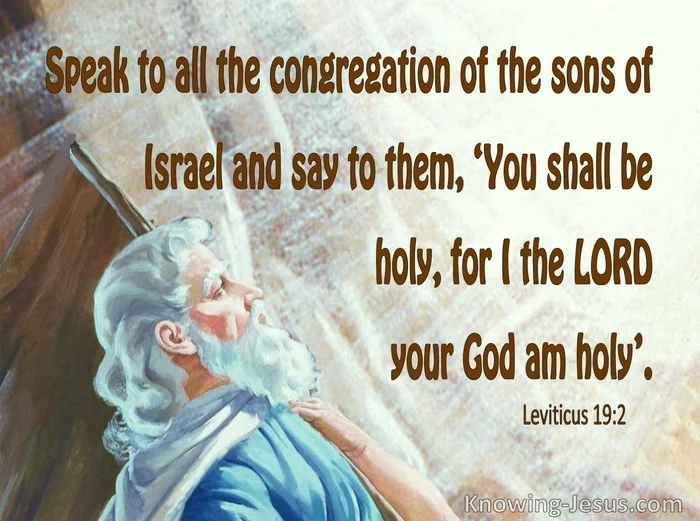 Speak to all the congregation of the sons of
Israel and say to them, ‘You shall be
holy, for I the LORD
your God am holy’.
Leviticus 19:2
Knowing-Jesus.com